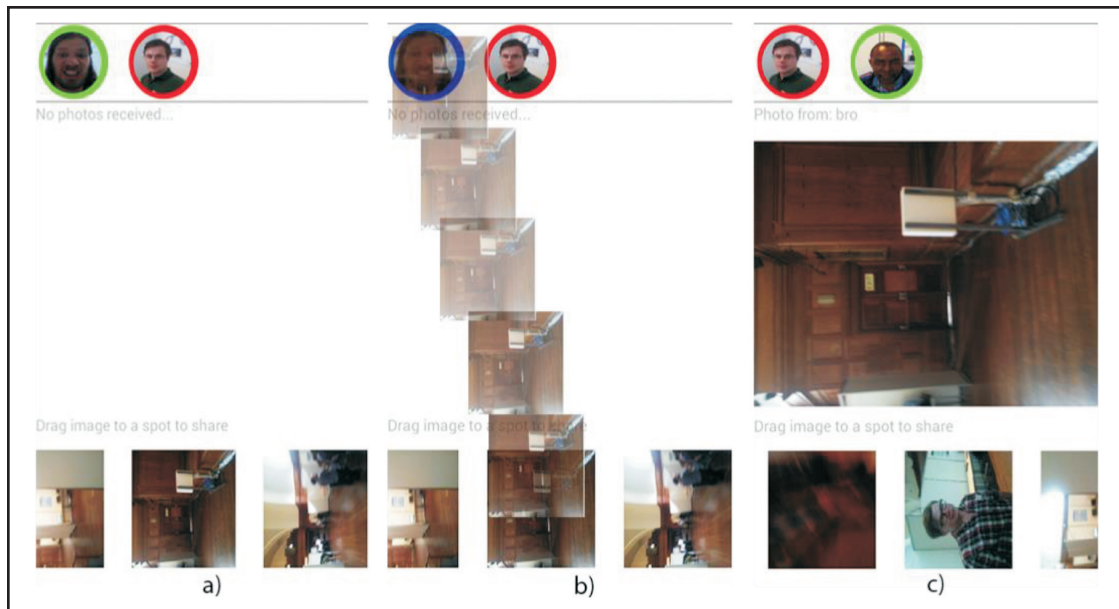 No photos received...
Drag image to a spot to share
a)
No photos received...
Drag image to a spot to share
b)
Photo from: bro
Drag image to a spot to share
c)